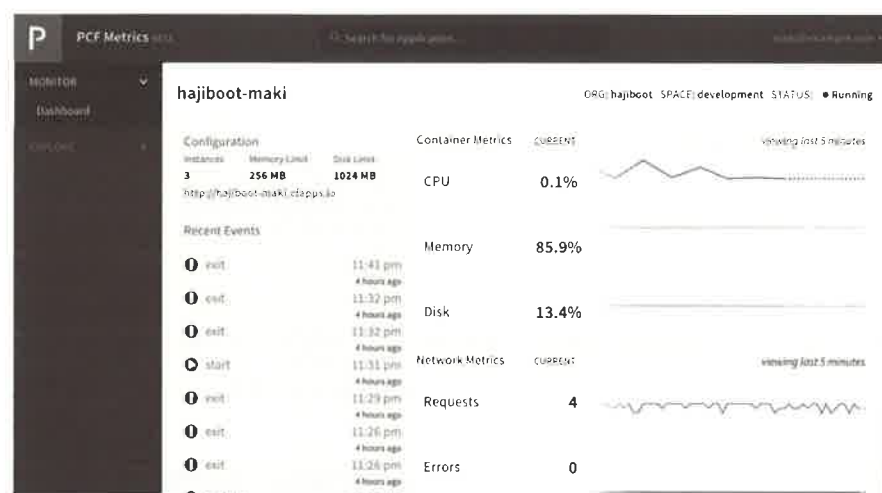 P PCF Metrics BETA
Search for application...
MONITOR
Dashboard
EXPLORE
hajiboot-maki
ORG: hajiboot SPACE: development STATUS: ● Running
Configuration
Instances Memory Limit Disk Limit
3 256 MB 1024 MB
http://hajiboot-maki.cfapps.io
Recent Events
exit 11:41 pm
4 hours ago
exit 11:32 pm
4 hours ago
exit 11:32 pm
4 hours ago
start 11:31 pm
4 hours ago
exit 11:29 pm
4 hours ago
exit 11:26 pm
4 hours ago
exit 11:26 pm
4 hours ago
Container Metrics CURRENT viewing last 5 minutes
CPU 0.1%
Memory 85.9%
Disk 13.4%
Network Metrics CURRENT viewing last 5 minutes
Requests 4
Errors 0